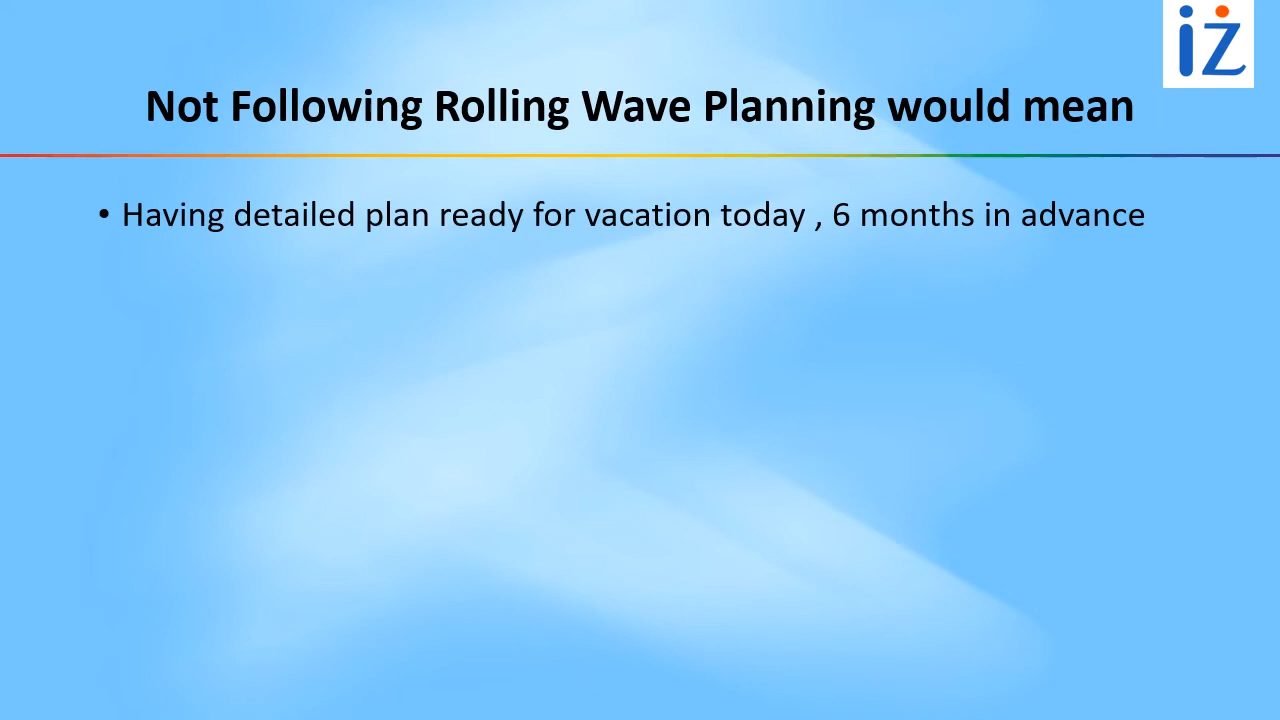 iz
Not Following Rolling Wave Planning would mean
• Having detailed plan ready for vacation today , 6 months in advance